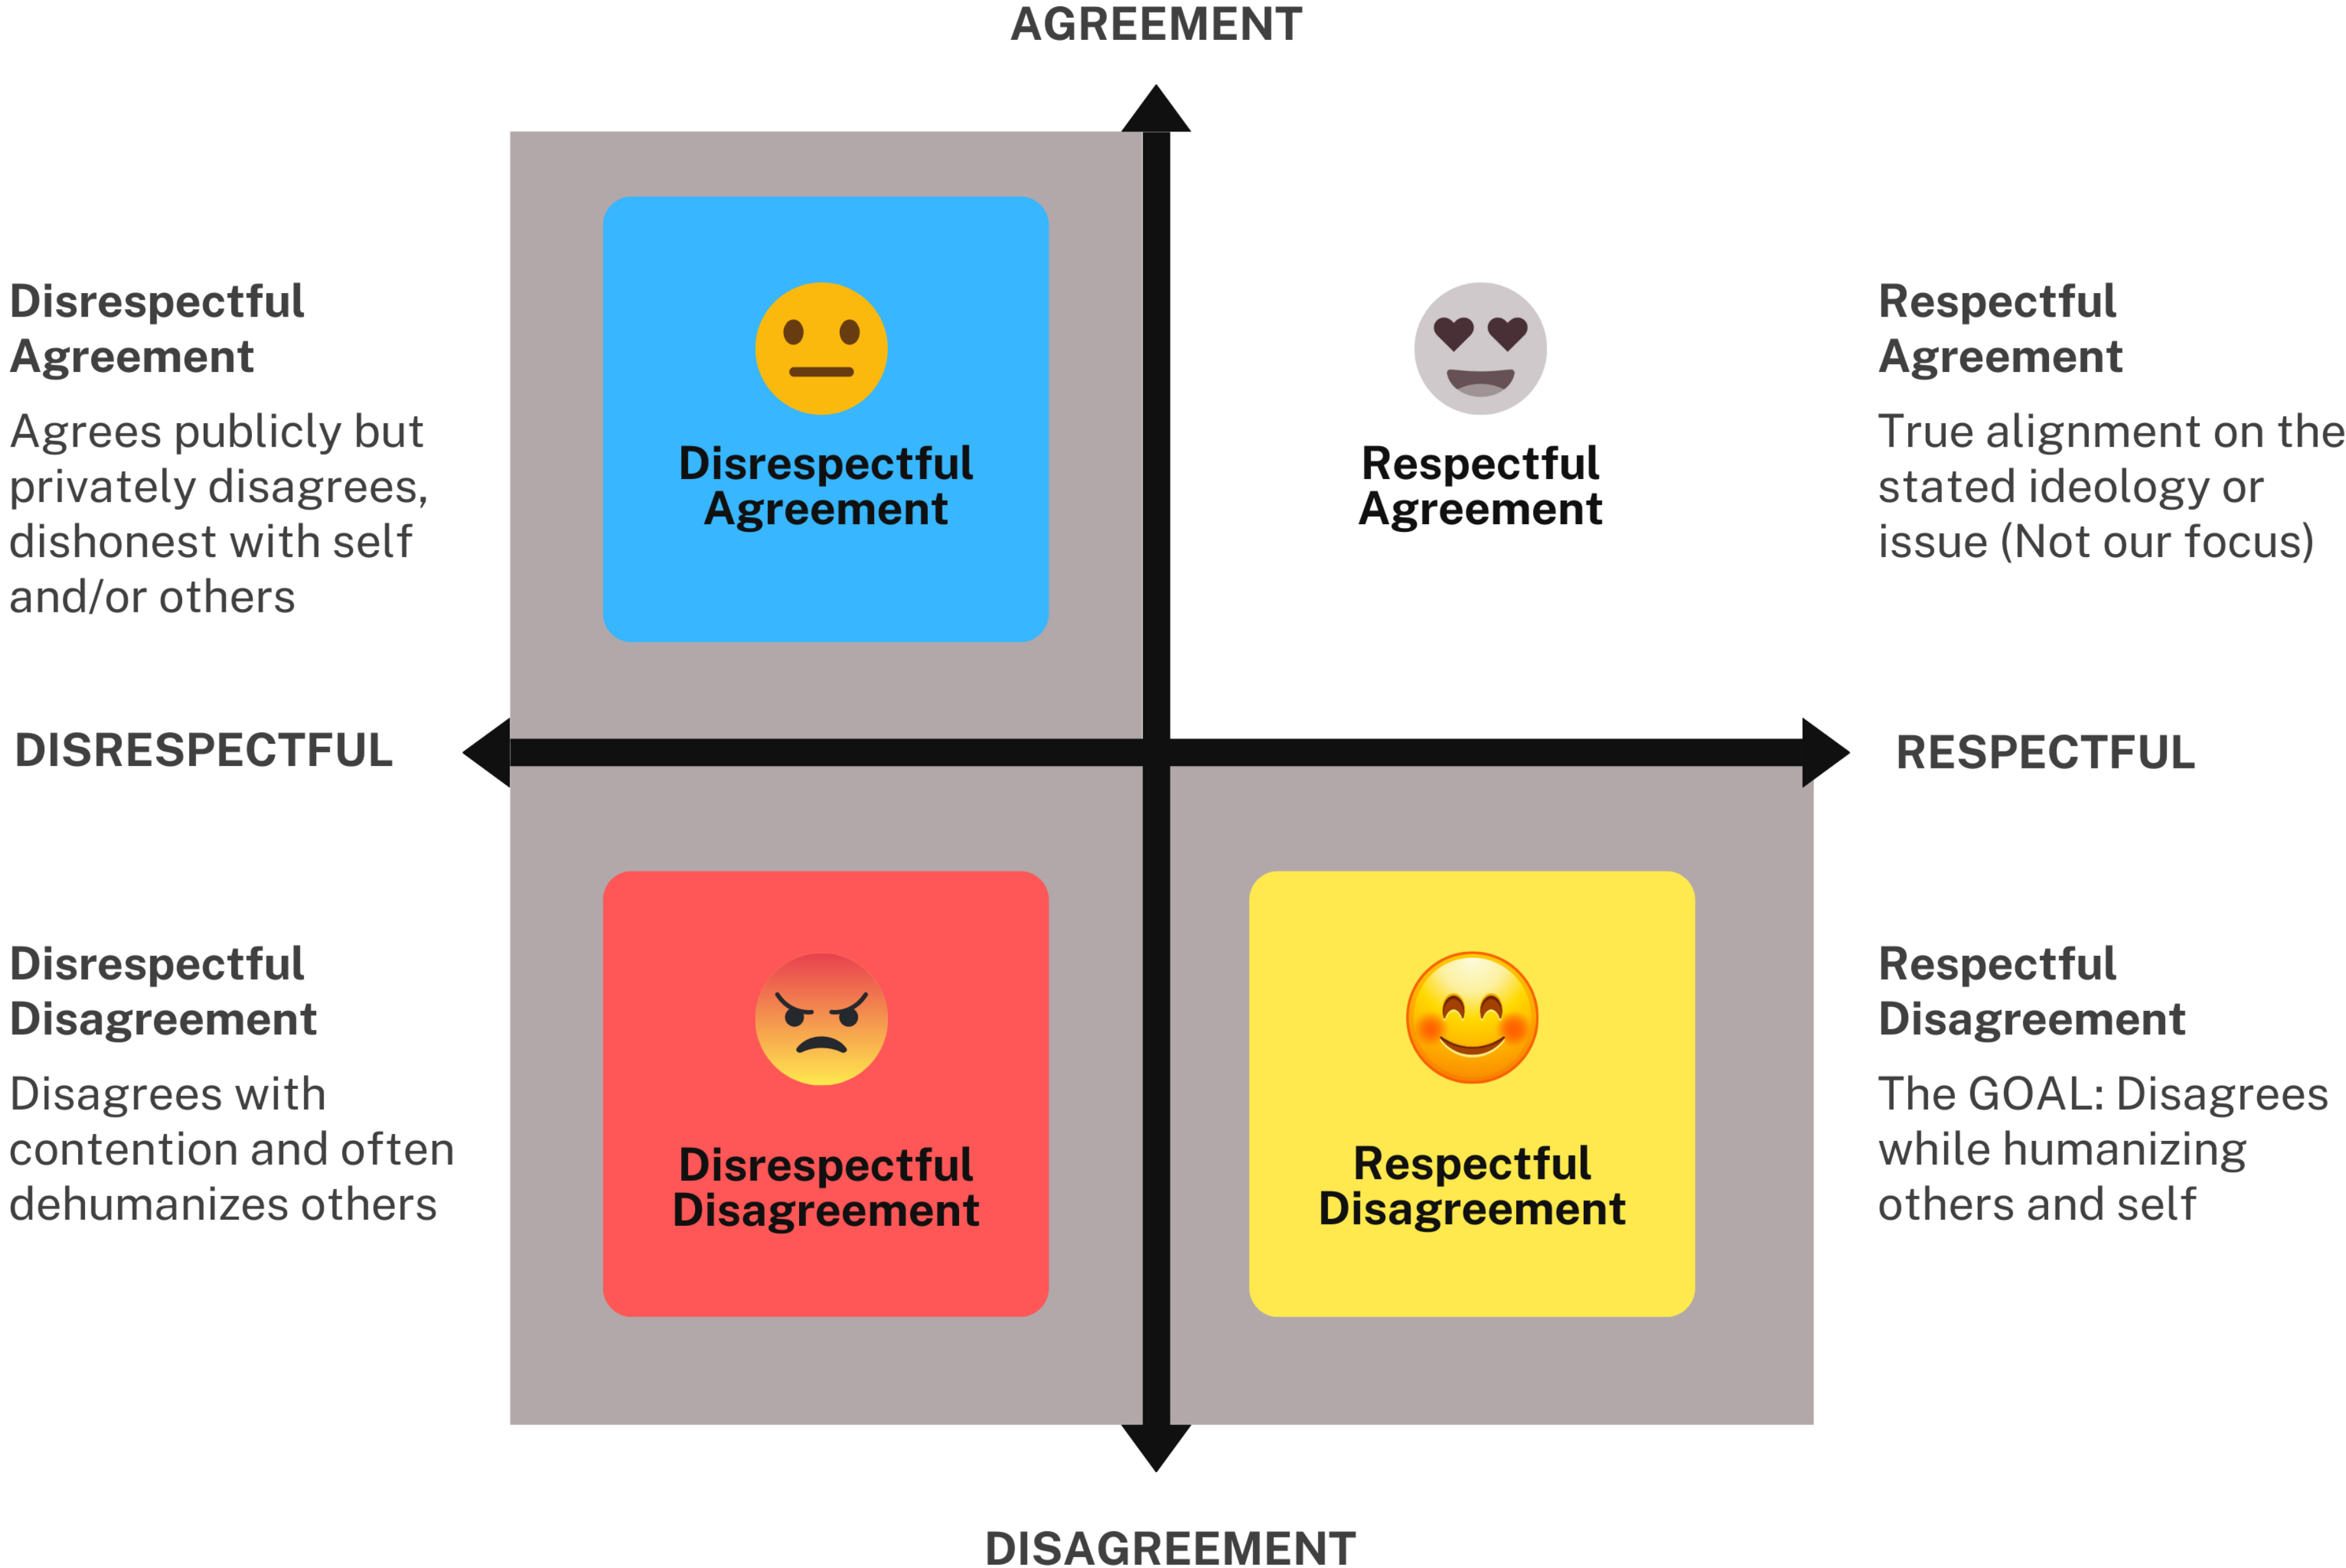 AGREEMENT
Disrespectful
Agreement
Agrees publicly but
privately disagrees,
dishonest with self
and/or others
Disrespectful
Agreement
Respectful
Agreement
Respectful
Agreement
True alignment on the
stated ideology or
issue (Not our focus)
DISRESPECTFUL
RESPECTFUL
Disrespectful
Disagreement
Disagrees with
contention and often
dehumanizes others
Disrespectful
Disagreement
Respectful
Disagreement
Respectful
Disagreement
The GOAL: Disagrees
while humanizing
others and self
DISAGREEMENT